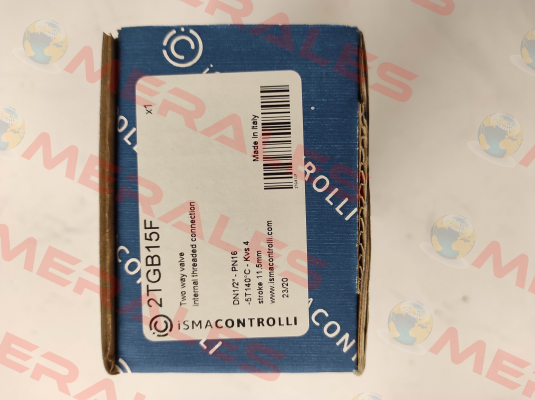 x1
2TGB15F
Two way valve
internal threaded connection
DN1/2" - PN16
-5T140°C - Kvs 4
stroke 11,5mm
www.ismacontrolli.com
23/20
Made in Italy
iSMACONTROLLI
MERALES
MERALES
MERALES